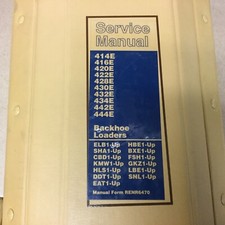 Service
Manual
414E
416E
420E
422E
428E
430E
432E
434E
442E
444E
Backhoe
Loaders
ELB1-Up HBE1-Up
SHA1-Up BXE1-Up
CBD1-Up FSH1-Up
KMW1-Up GKZ1-Up
HLS1-Up LBE1-Up
DDT1-Up SNL1-Up
EAT1-Up
Manual Form RENR6470